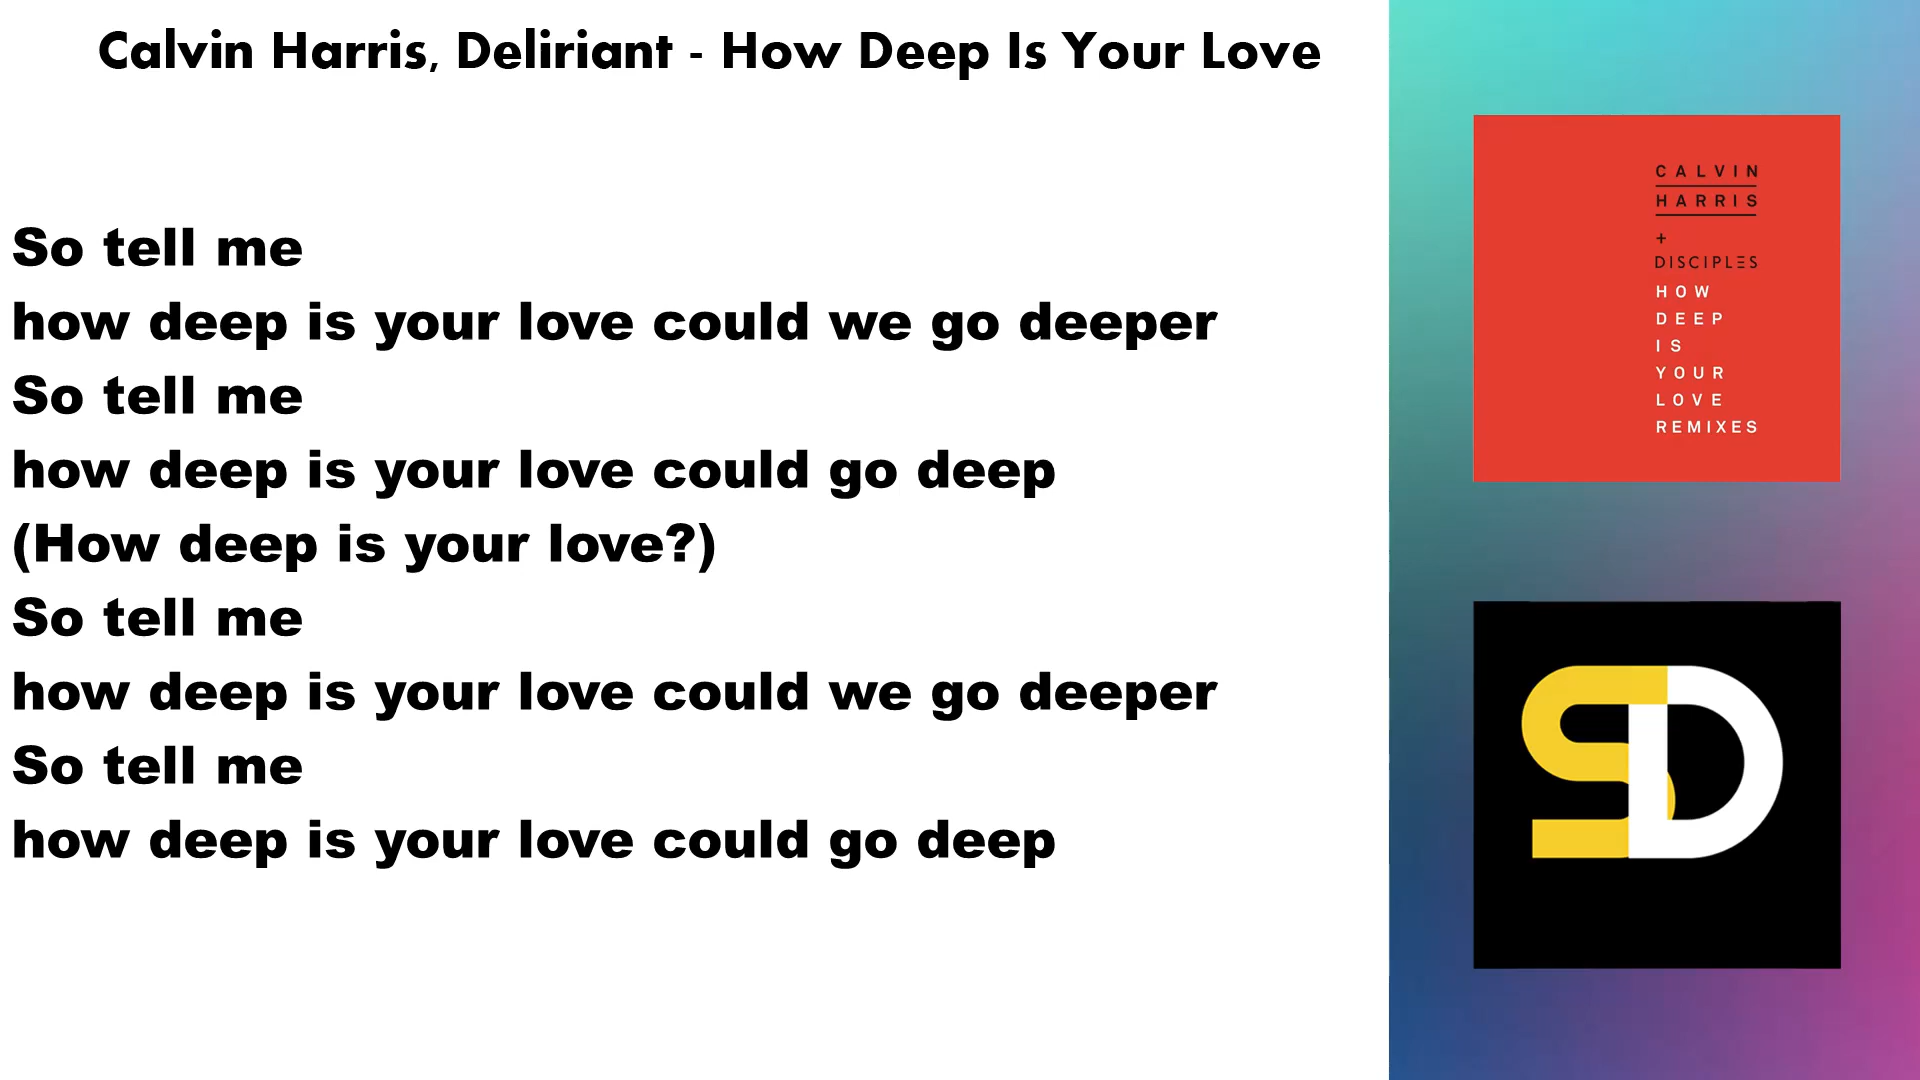 Calvin Harris, Deliriant - How Deep Is Your Love
So tell me
how deep is your love could we go deeper
So tell me
how deep is your love could go deep
(How deep is your love?)
So tell me
how deep is your love could we go deeper
So tell me
how deep is your love could go deep
CALVIN
HARRIS
+
DISCIPLES
HOW
DEEP
IS
YOUR
LOVE
REMIXES
SD